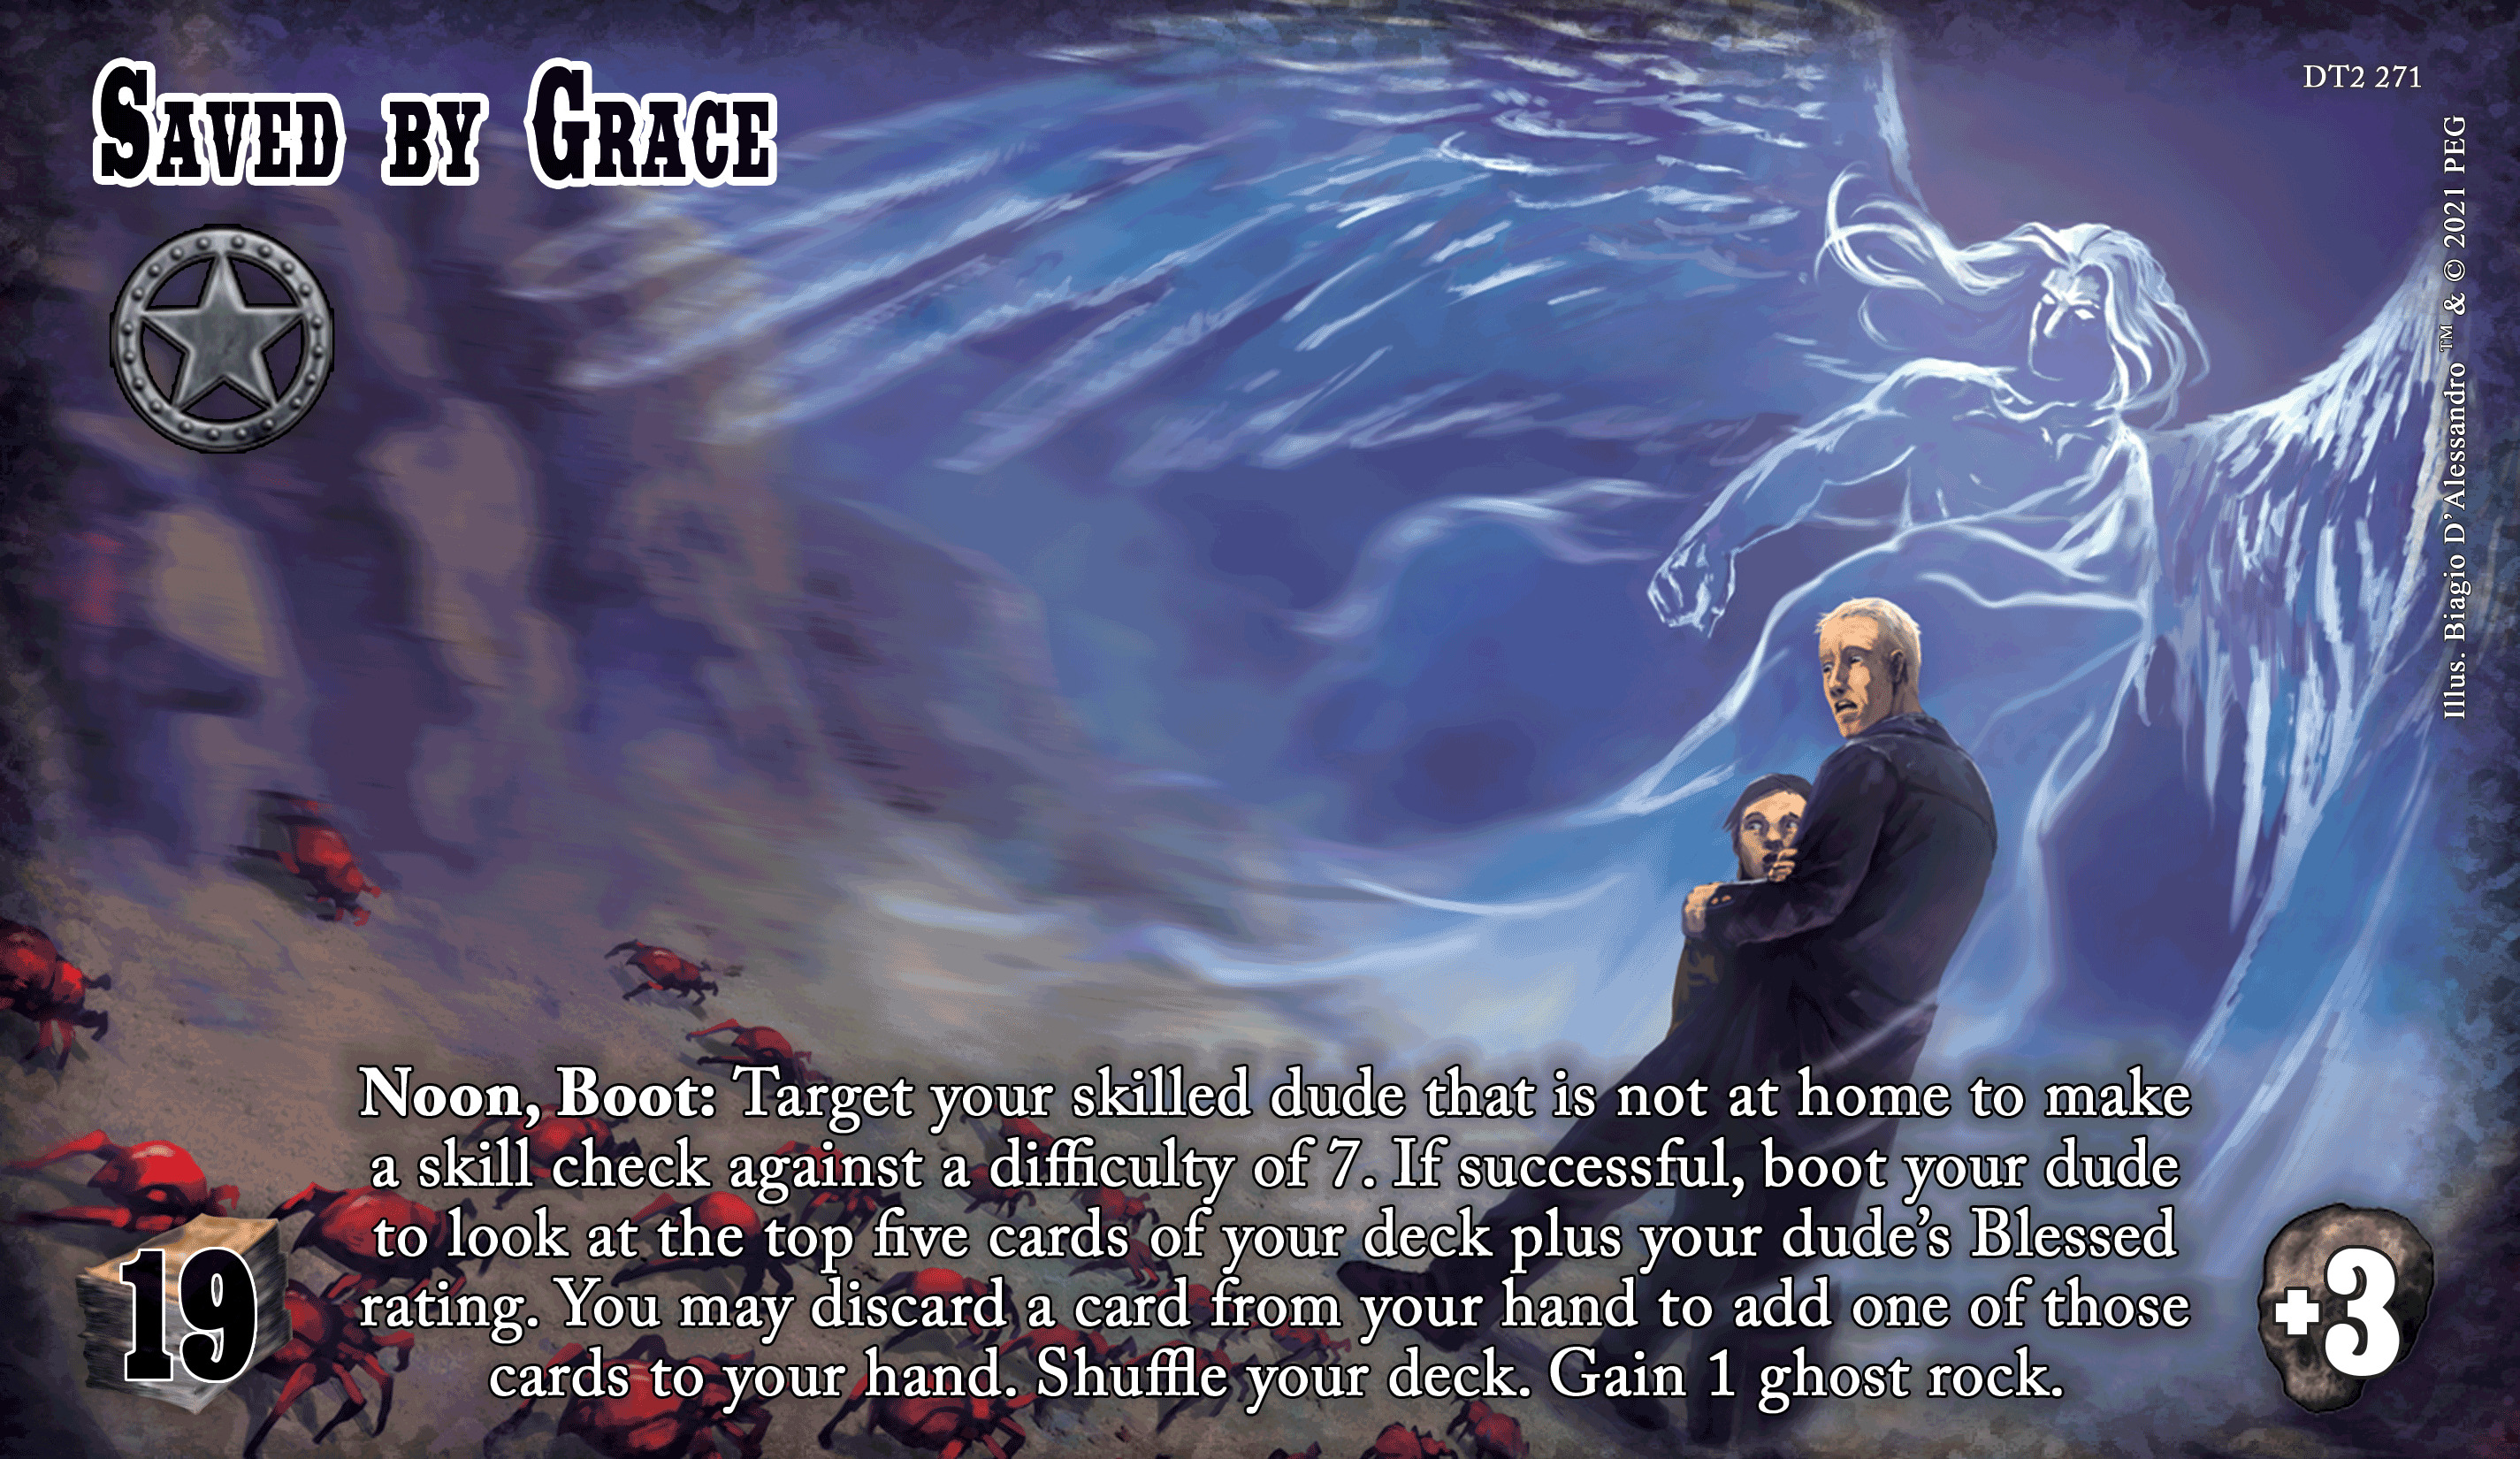 Saved by Grace
DT2 271
Illus. Biagio D'Alessandro ™ & © 2021 PEG
Noon, Boot: Target your skilled dude that is not at home to make
a skill check against a difficulty of 7. If successful, boot your dude
to look at the top five cards of your deck plus your dude's Blessed
rating. You may discard a card from your hand to add one of those
cards to your hand. Shuffle your deck. Gain 1 ghost rock.
19
+3